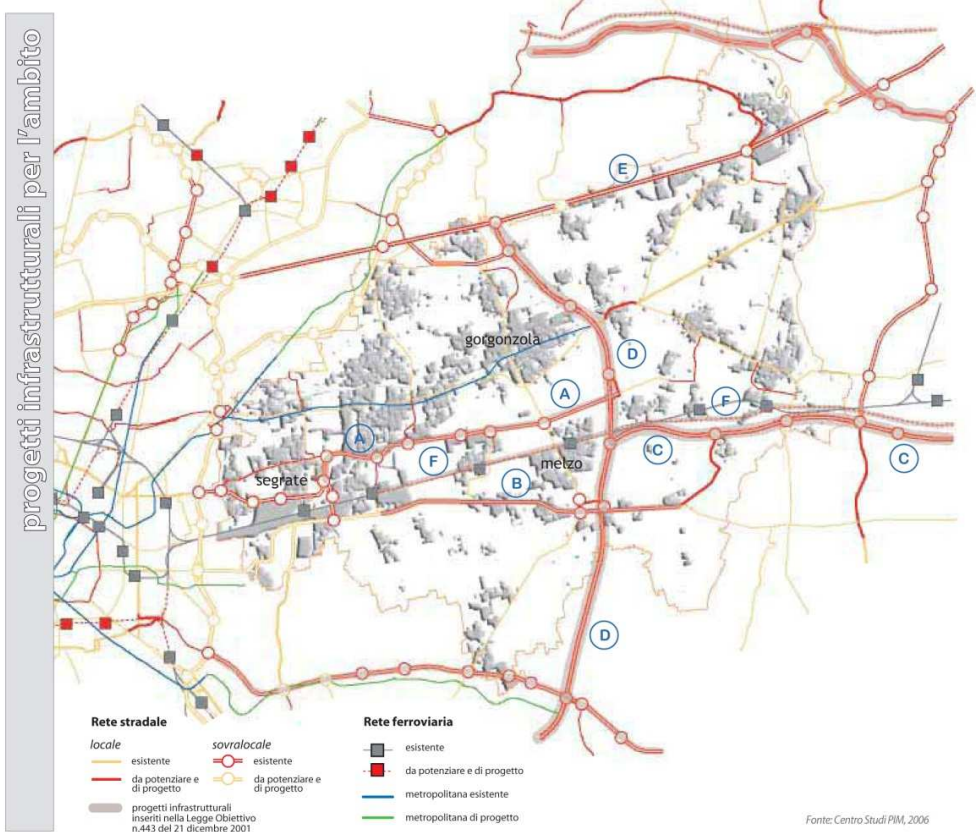 progetti infrastrutturali per l'ambito
E
gorgonzola
D
A
F
A
F
C
C
segrate
melzo
B
D
Rete stradale
locale
esistente
da potenziare e
di progetto
sovralocale
esistente
da potenziare e
di progetto
progetti infrastrutturali
inseriti nella Legge Obiettivo
n.443 del 21 dicembre 2001
Rete ferroviaria
esistente
da potenziare e di progetto
metropolitana esistente
metropolitana di progetto
Fonte: Centro Studi PIM, 2006